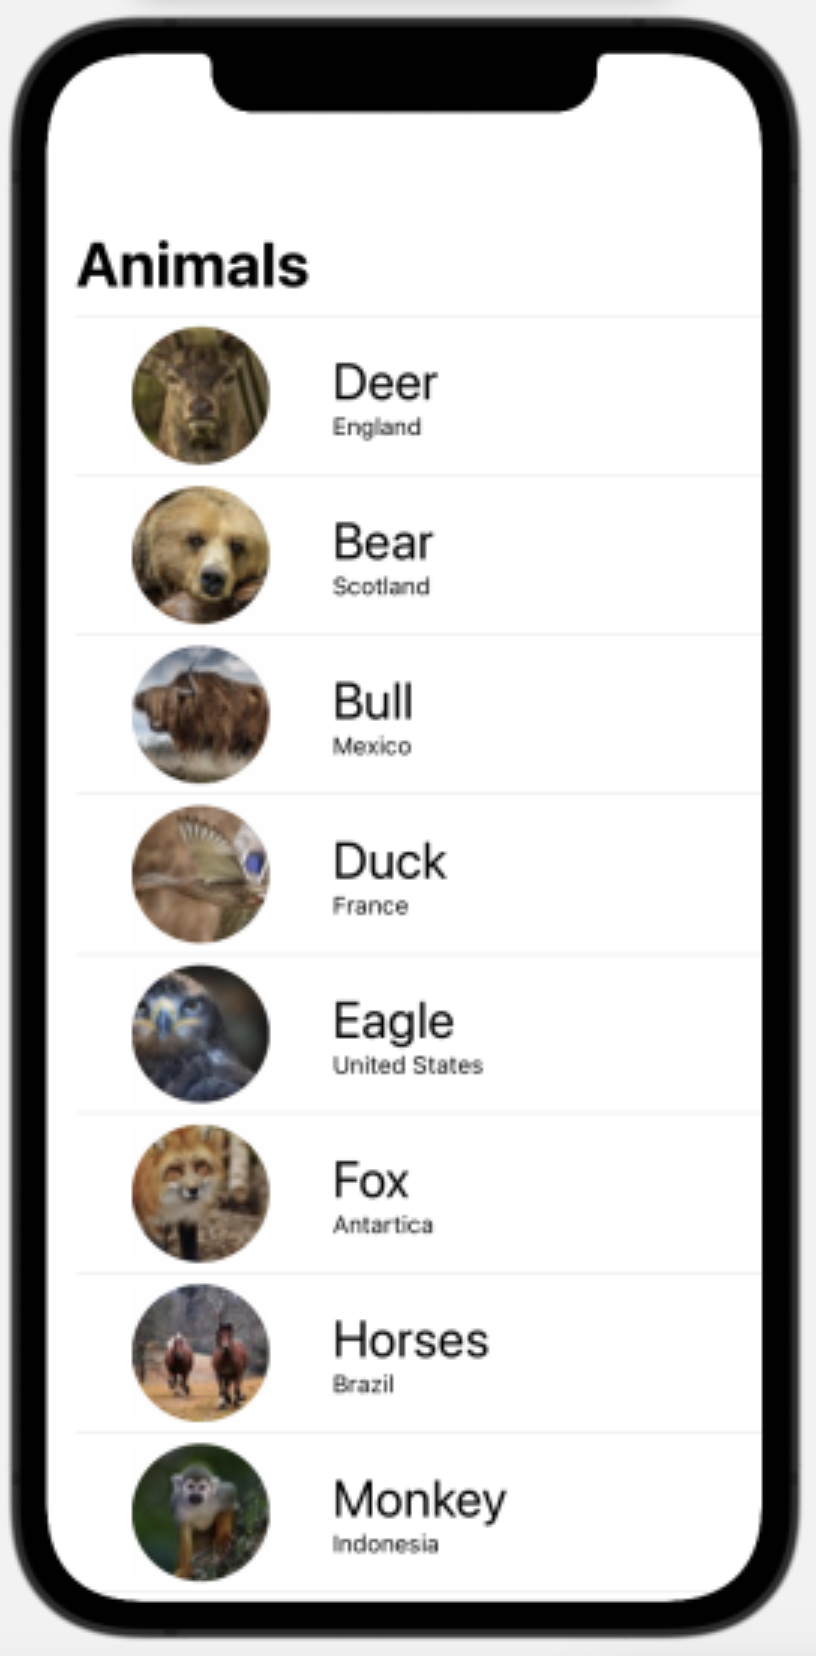 Animals
Deer
England
Bear
Scotland
Bull
Mexico
Duck
France
Eagle
United States
Fox
Antartica
Horses
Brazil
Monkey
Indonesia